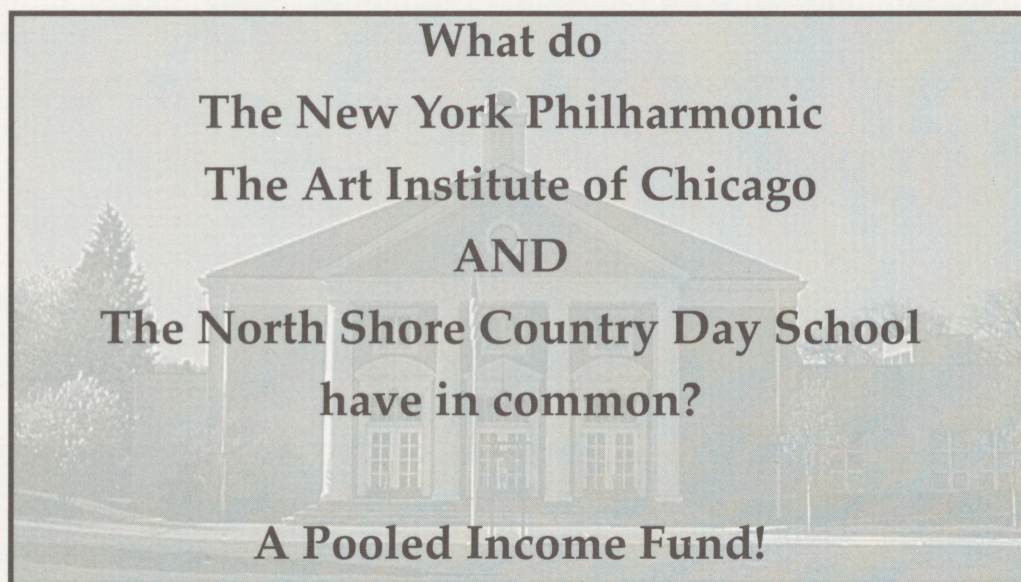 What do
The New York Philharmonic
The Art Institute of Chicago
AND
The North Shore Country Day School
have in common?
A Pooled Income Fund!